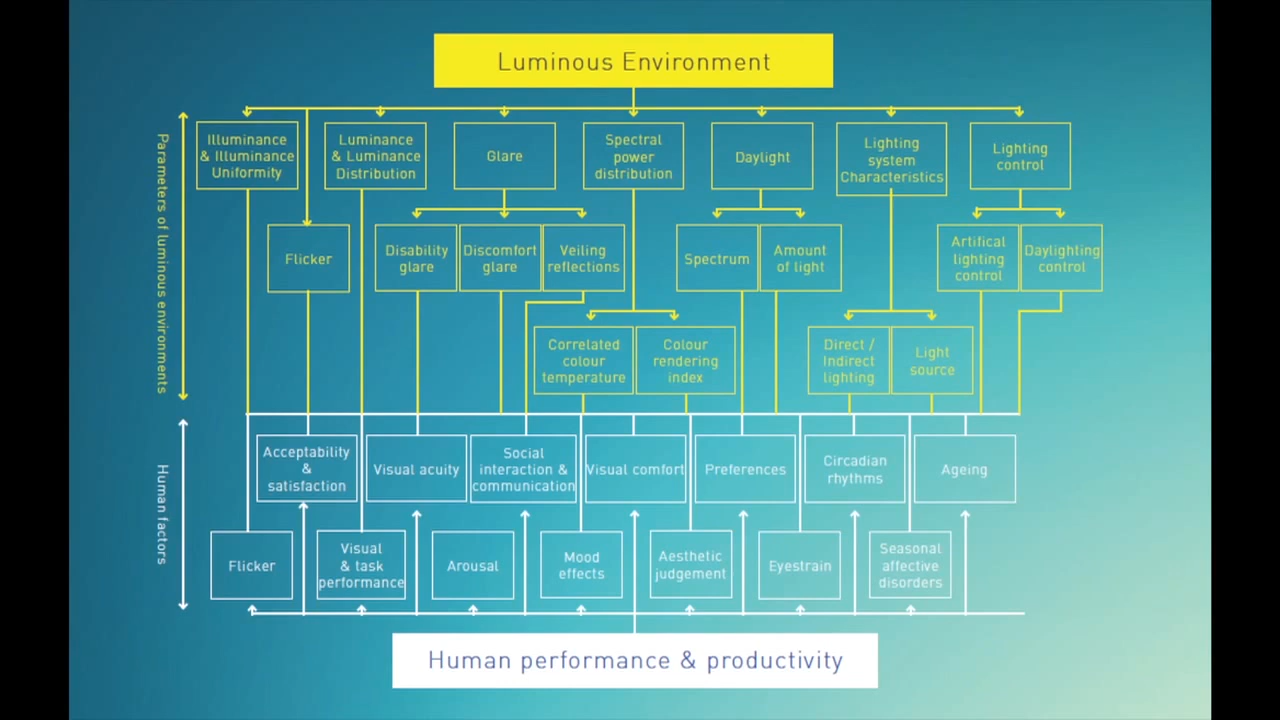 Luminous Environment
Parameters of luminous environments
Illuminance
& Illuminance
Uniformity
Luminance
& Luminance
Distribution
Glare
Spectral
power
distribution
Daylight
Lighting
system
Characteristics
Lighting
control
Flicker
Disability
glare
Discomfort
glare
Veiling
reflections
Spectrum
Amount
of light
Artifical
lighting
control
Daylighting
control
Correlated
colour
temperature
Colour
rendering
index
Direct /
Indirect
lighting
Light
source
Human factors
Acceptability
&
satisfaction
Visual acuity
Social
interaction &
communication
Visual comfort
Preferences
Circadian
rhythms
Ageing
Flicker
Visual
& task
performance
Arousal
Mood
effects
Aesthetic
judgement
Eyestrain
Seasonal
affective
disorders
Human performance & productivity